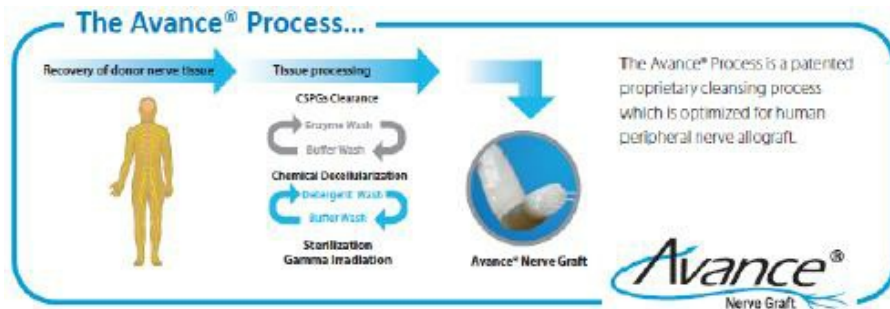 The Avance® Process...
Recovery of donor nerve tissue
Tissue processing
CSPGs Clearance
Enzyme Wash
Buffer Wash
Chemical Decellularization
Detergent Wash
Buffer Wash
Sterilization
Gamma Irradiation
Avance® Nerve Graft
The Avance® Process is a patented
proprietary cleansing process
which is optimized for human
peripheral nerve allograft.
Avance®
Nerve Graft